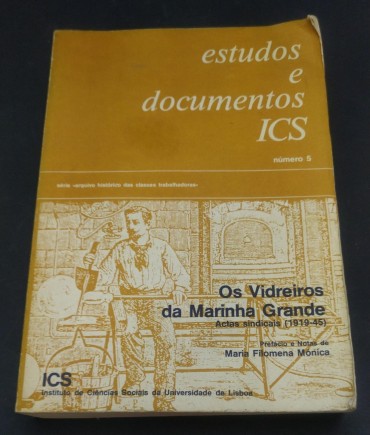 estudos
e
documentos
ICS
número 5
série «arquivo histórico das classes trabalhadoras»
Os Vidreiros
da Marinha Grande
Actas sindicais (1919-45)
Prefácio e Notas de
Maria Filomena Mónica
ICS
Instituto de Ciências Sociais da Universidade de Lisboa